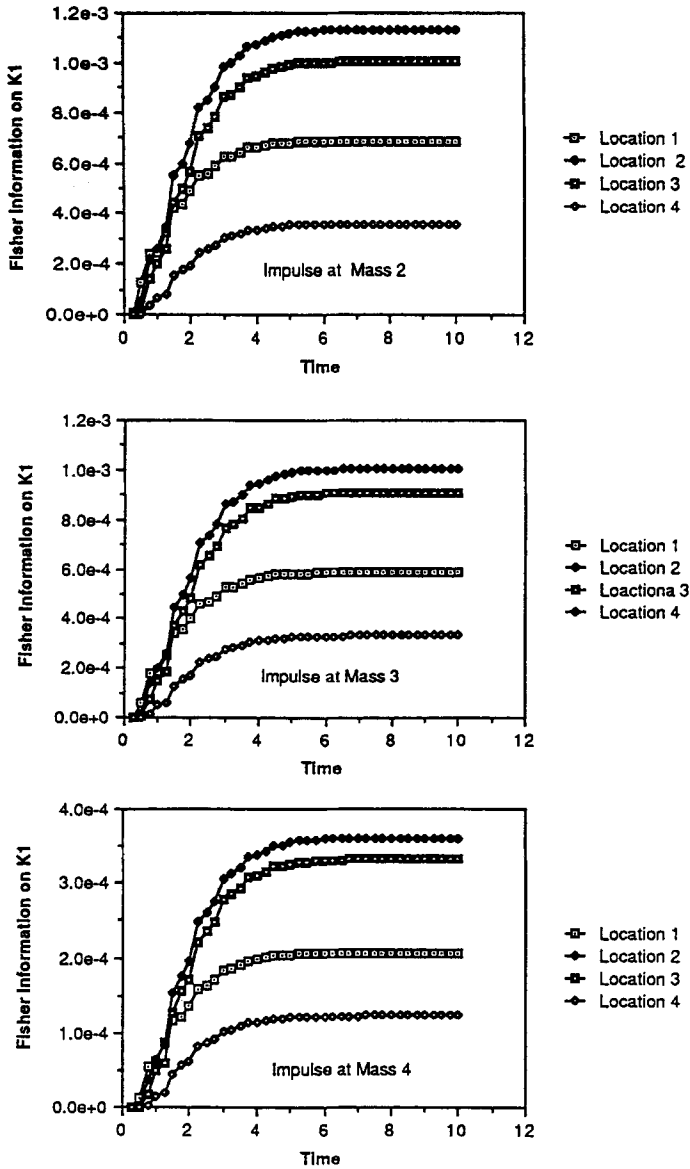 Fisher Information on K1
1.2e-3
1.0e-3
8.0e-4
6.0e-4
4.0e-4
2.0e-4
0.0e+0
0 2 4 6 8 10 12
Time
Impulse at Mass 2
Location 1
Location 2
Location 3
Location 4
Fisher Information on K1
1.2e-3
1.0e-3
8.0e-4
6.0e-4
4.0e-4
2.0e-4
0.0e+0
0 2 4 6 8 10 12
Time
Impulse at Mass 3
Location 1
Location 2
Loactiona 3
Location 4
Fisher Information on K1
4.0e-4
3.0e-4
2.0e-4
1.0e-4
0.0e+0
0 2 4 6 8 10 12
Time
Impulse at Mass 4
Location 1
Location 2
Location 3
Location 4